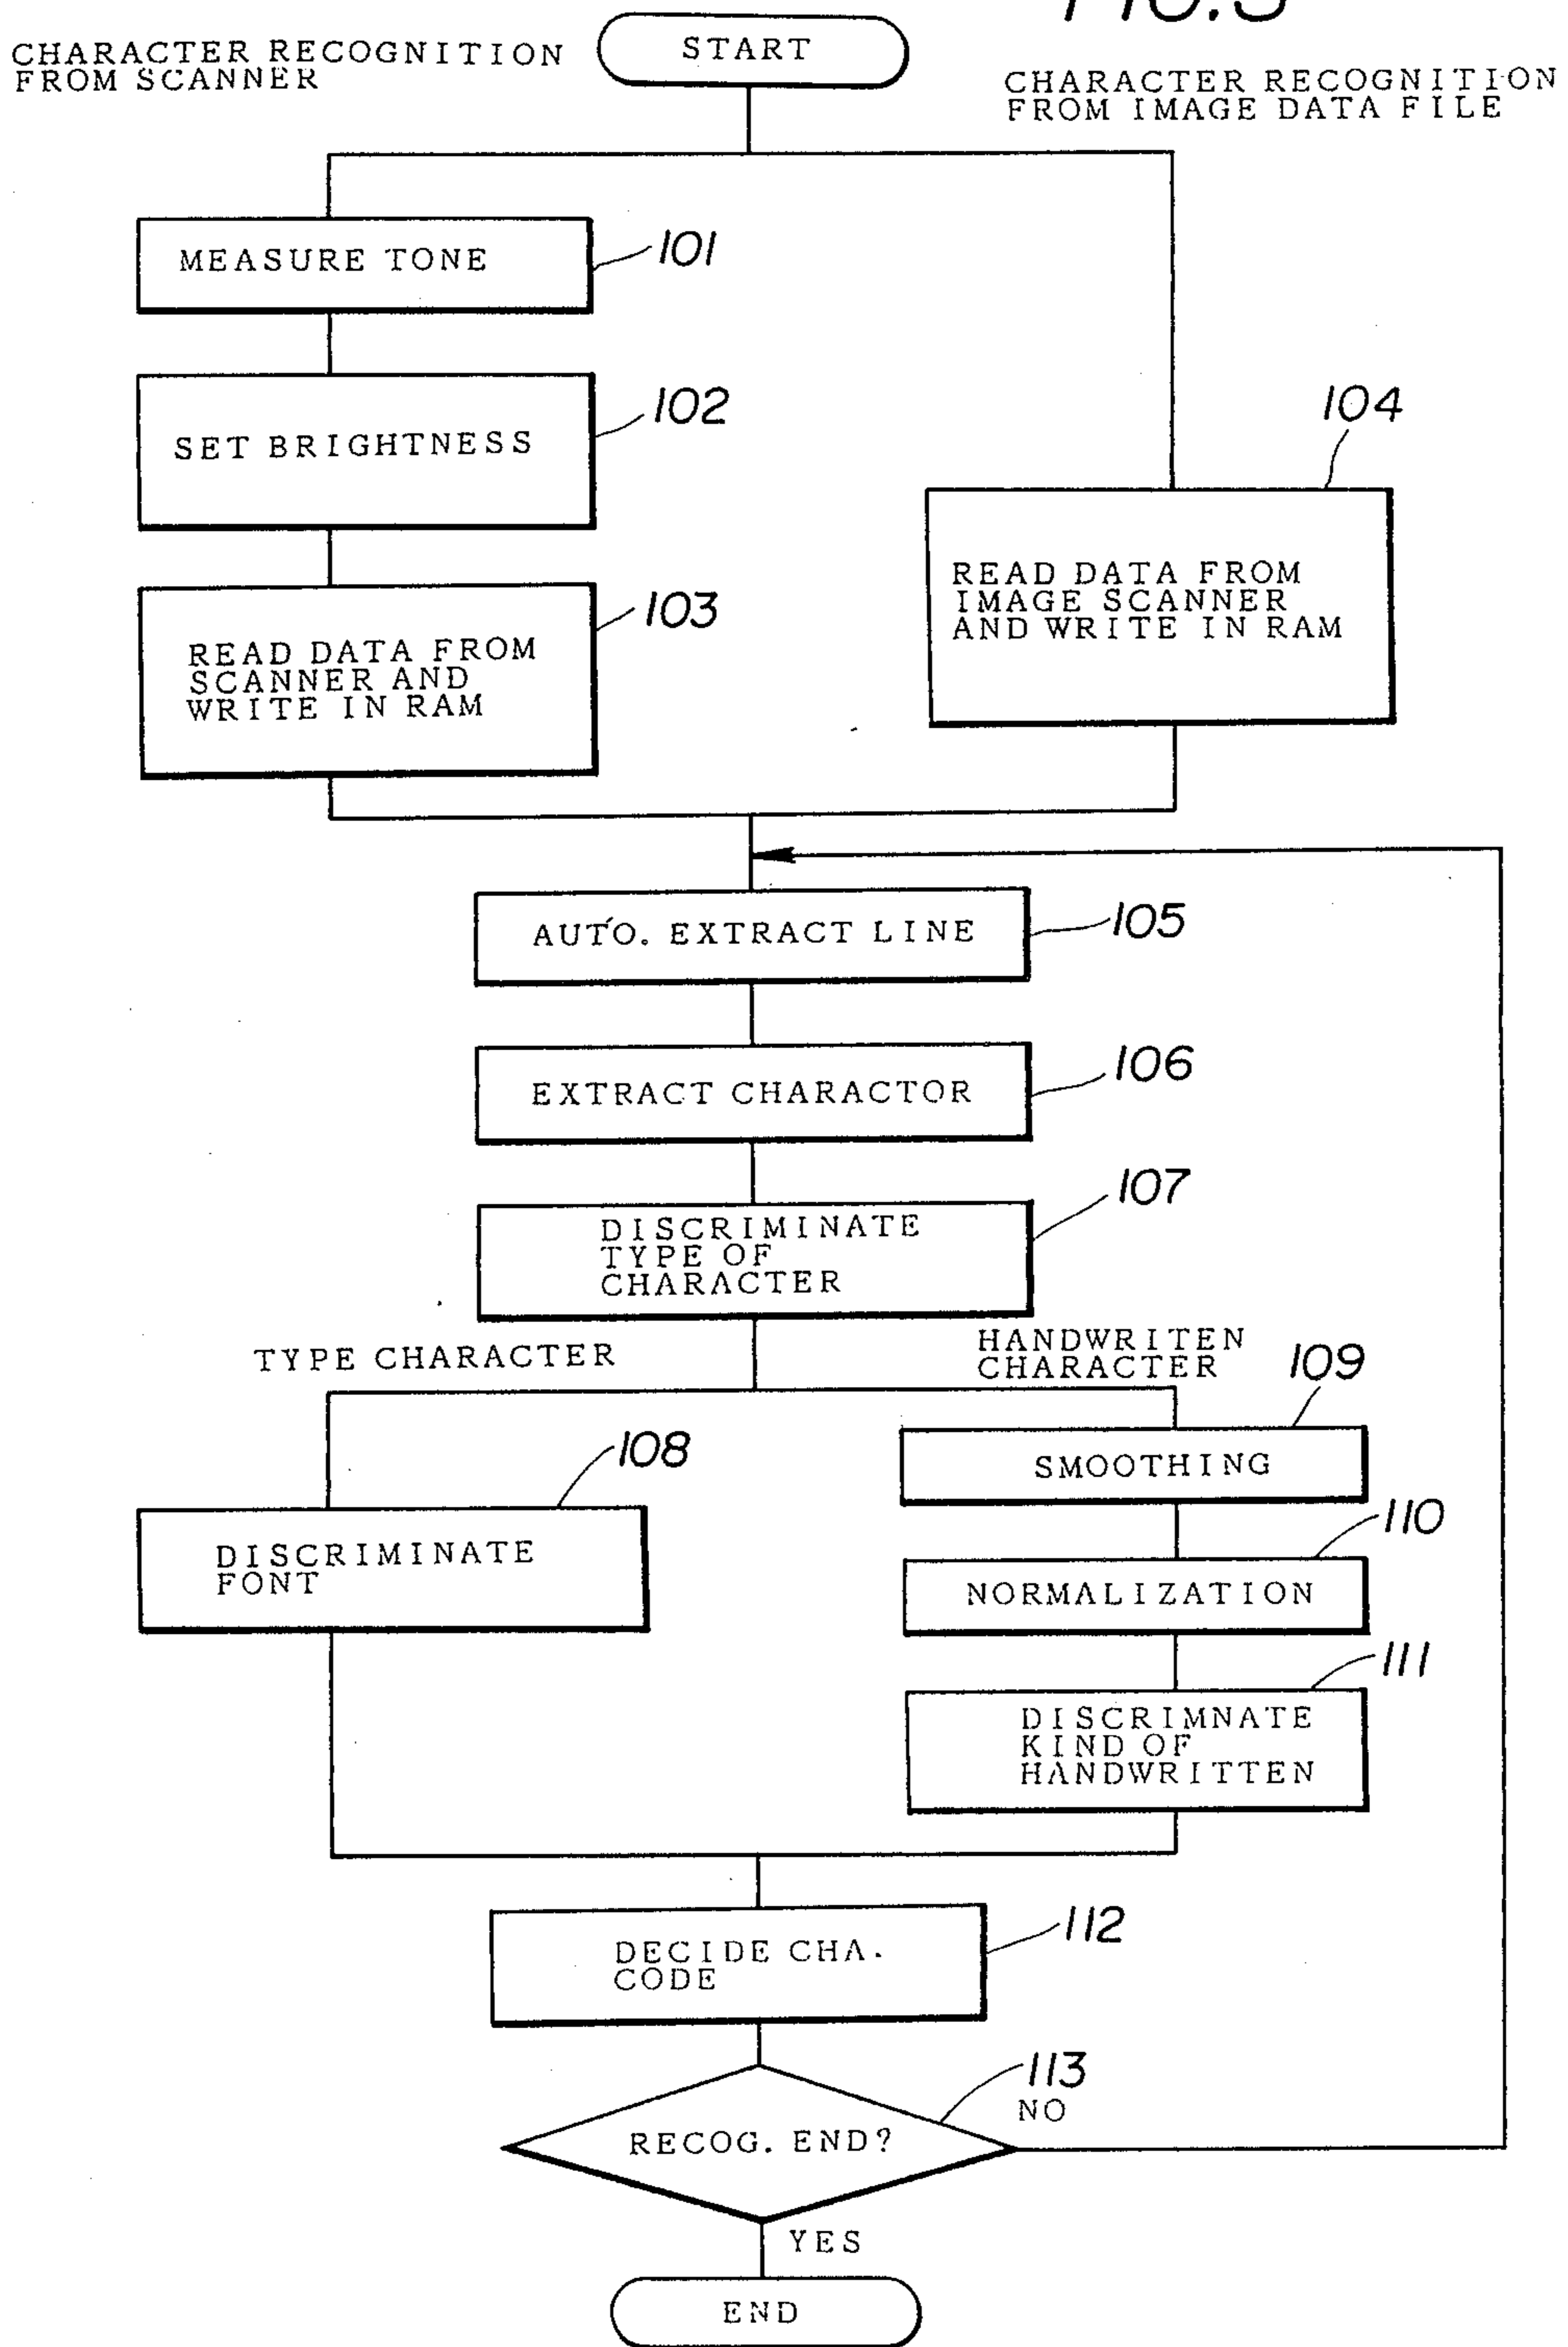 CHARACTER RECOGNITION
FROM SCANNER
START
CHARACTER RECOGNITION
FROM IMAGE DATA FILE
MEASURE TONE
101
SET BRIGHTNESS
102
READ DATA FROM
SCANNER AND
WRITE IN RAM
103
104
READ DATA FROM
IMAGE SCANNER
AND WRITE IN RAM
AUTO. EXTRACT LINE
105
EXTRACT CHARACTOR
106
DISCRIMINATE
TYPE OF
CHARACTER
107
TYPE CHARACTER
HANDWRITEN
CHARACTER
108
DISCRIMINATE
FONT
109
SMOOTHING
110
NORMALIZATION
111
DISCRIMNATE
KIND OF
HANDWRITTEN
DECIDE CHA.
CODE
112
RECOG. END?
113
NO
YES
END